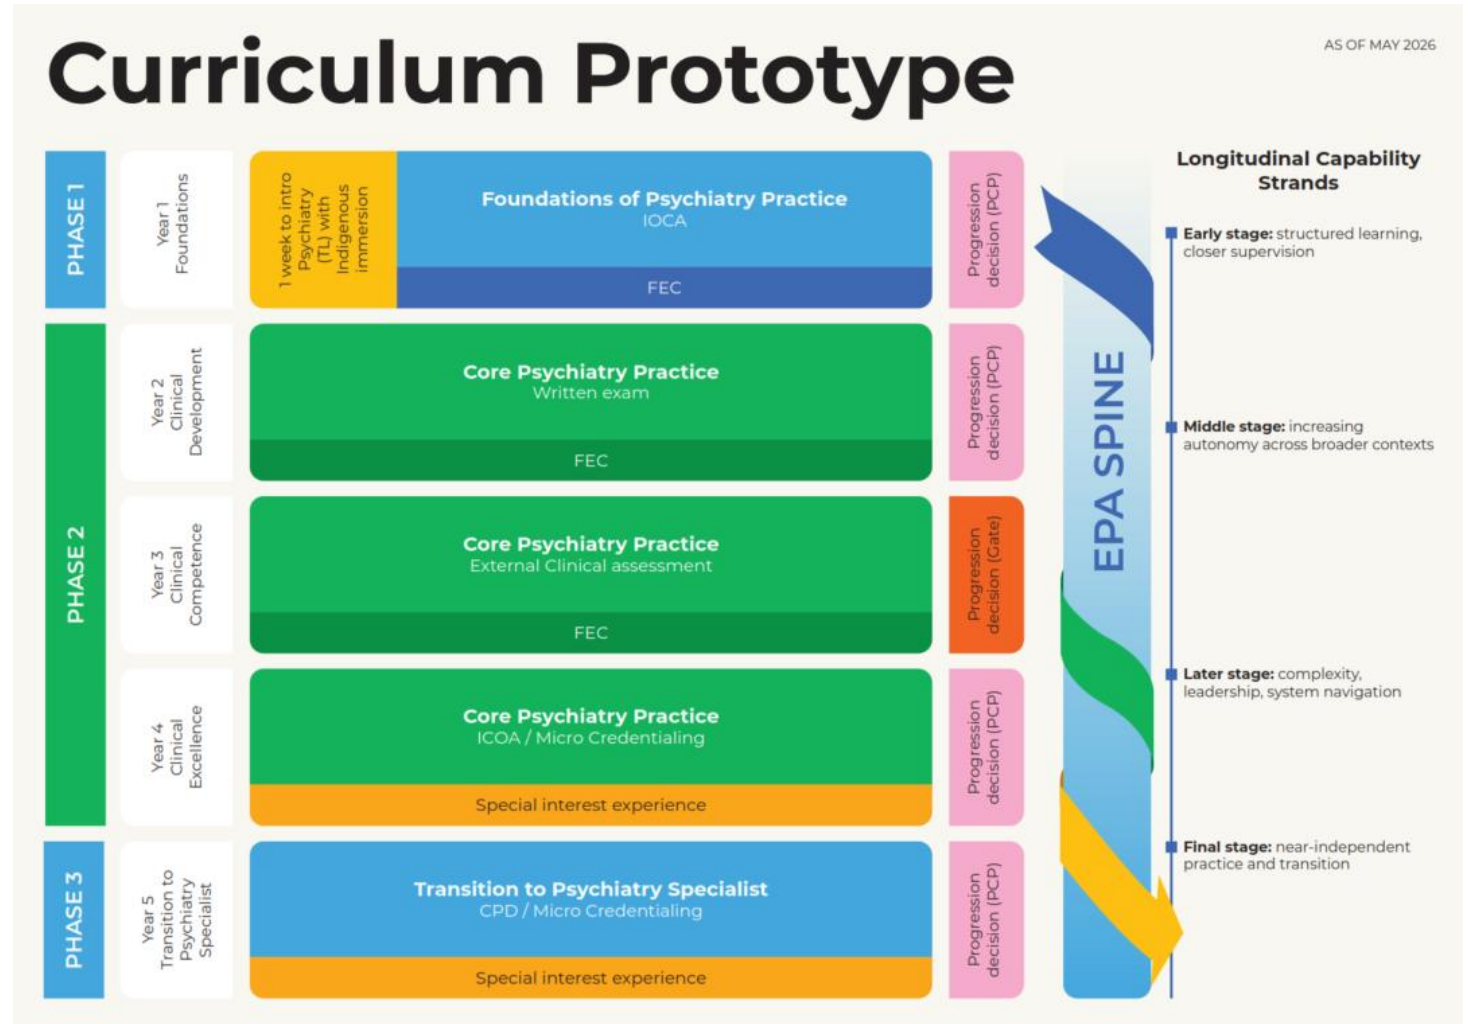 Curriculum Prototype
AS OF MAY 2026
PHASE 1
Year 1
Foundations
1 week to intro
Psychiatry
(TL) with
Indigenous
immersion
Foundations of Psychiatry Practice
IOCA
FEC
Progression
decision (PCP)
PHASE 2
Year 2
Clinical
Development
Core Psychiatry Practice
Written exam
FEC
Progression
decision (PCP)
Year 3
Clinical
Competence
Core Psychiatry Practice
External Clinical assessment
FEC
Progression
decision (Gate)
Year 4
Clinical
Excellence
Core Psychiatry Practice
ICOA / Micro Credentialing
Special interest experience
Progression
decision (PCP)
PHASE 3
Year 5
Transition to
Psychiatry
Specialist
Transition to Psychiatry Specialist
CPD / Micro Credentialing
Special interest experience
Progression
decision (PCP)
EPA SPINE
Longitudinal Capability
Strands
Early stage: structured learning,
closer supervision
Middle stage: increasing
autonomy across broader contexts
Later stage: complexity,
leadership, system navigation
Final stage: near-independent
practice and transition